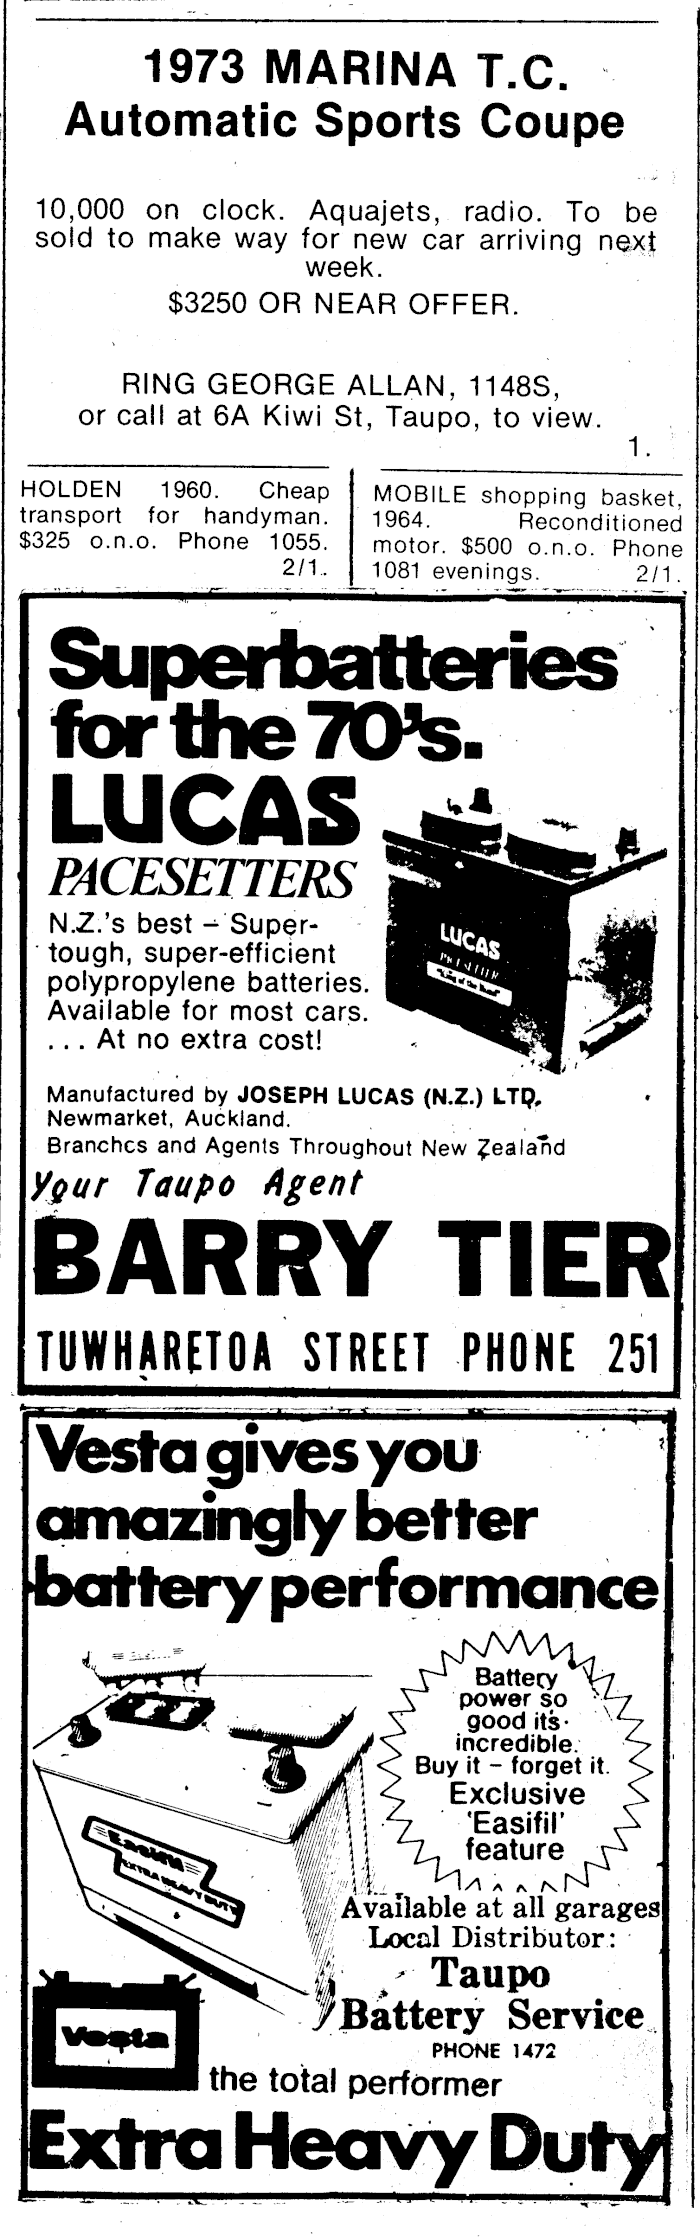 1973 MARINA T.C.
Automatic Sports Coupe
10,000 on clock. Aquajets, radio. To be
sold to make way for new car arriving next
week.
$3250 OR NEAR OFFER.
RING GEORGE ALLAN, 1148S,
or call at 6A Kiwi St, Taupo, to view.
1.
HOLDEN 1960. Cheap
transport for handyman.
$325 o.n.o. Phone 1055.
2/1.
MOBILE shopping basket,
1964. Reconditioned
motor. $500 o.n.o. Phone
1081 evenings. 2/1.
Superbatteries
for the 70's.
LUCAS
PACESETTERS
N.Z.'s best – Super-
tough, super-efficient
polypropylene batteries.
Available for most cars.
... At no extra cost!
LUCAS
Manufactured by JOSEPH LUCAS (N.Z.) LTD.
Newmarket, Auckland.
Branches and Agents Throughout New Zealand
Your Taupo Agent
BARRY TIER
TUWHARETOA STREET PHONE 251
Vesta gives you
amazingly better
battery performance
Battery
power so
good it's
incredible.
Buy it – forget it.
Exclusive
'Easifil'
feature
Easifil
EXTRA HEAVY DUTY
Available at all garages
Local Distributor:
Taupo
Battery Service
PHONE 1472
Vesta
the total performer
Extra Heavy Duty